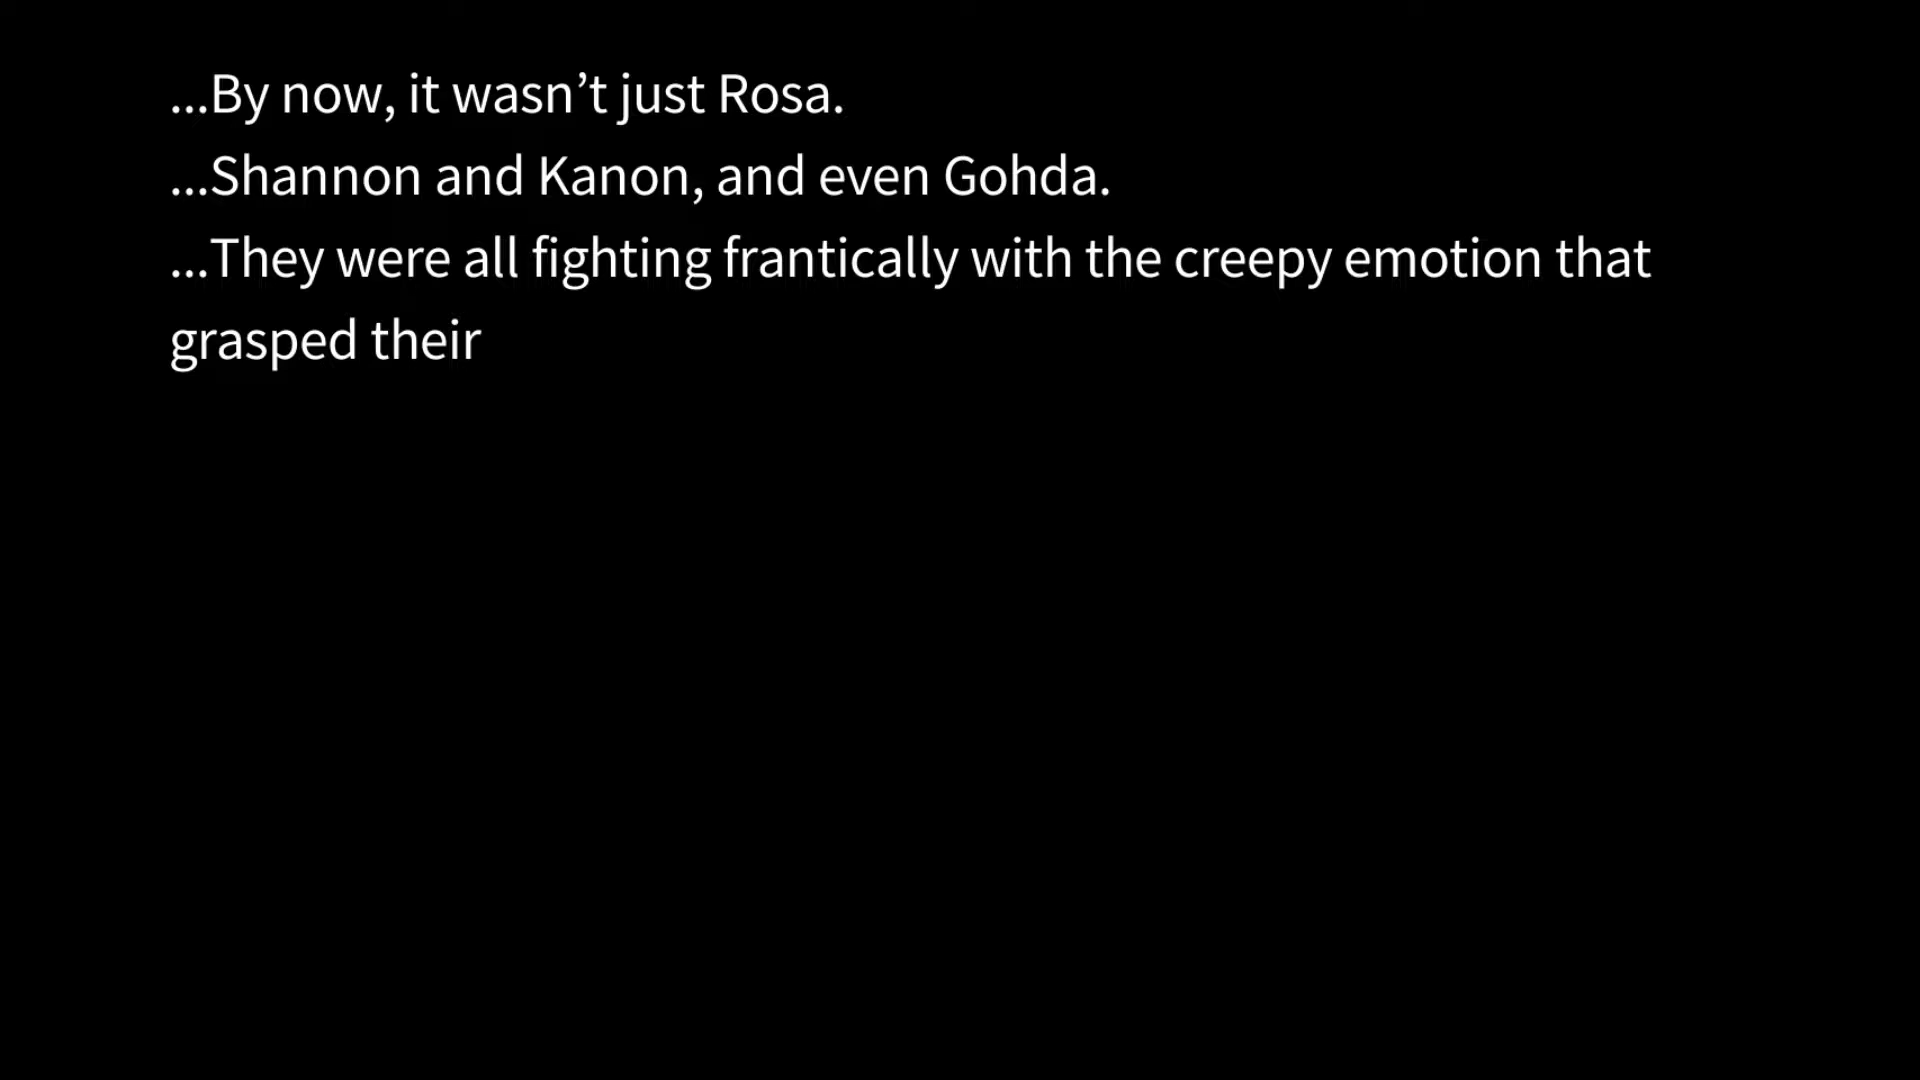 ...By now, it wasn’t just Rosa.
...Shannon and Kanon, and even Gohda.
...They were all fighting frantically with the creepy emotion that
grasped their